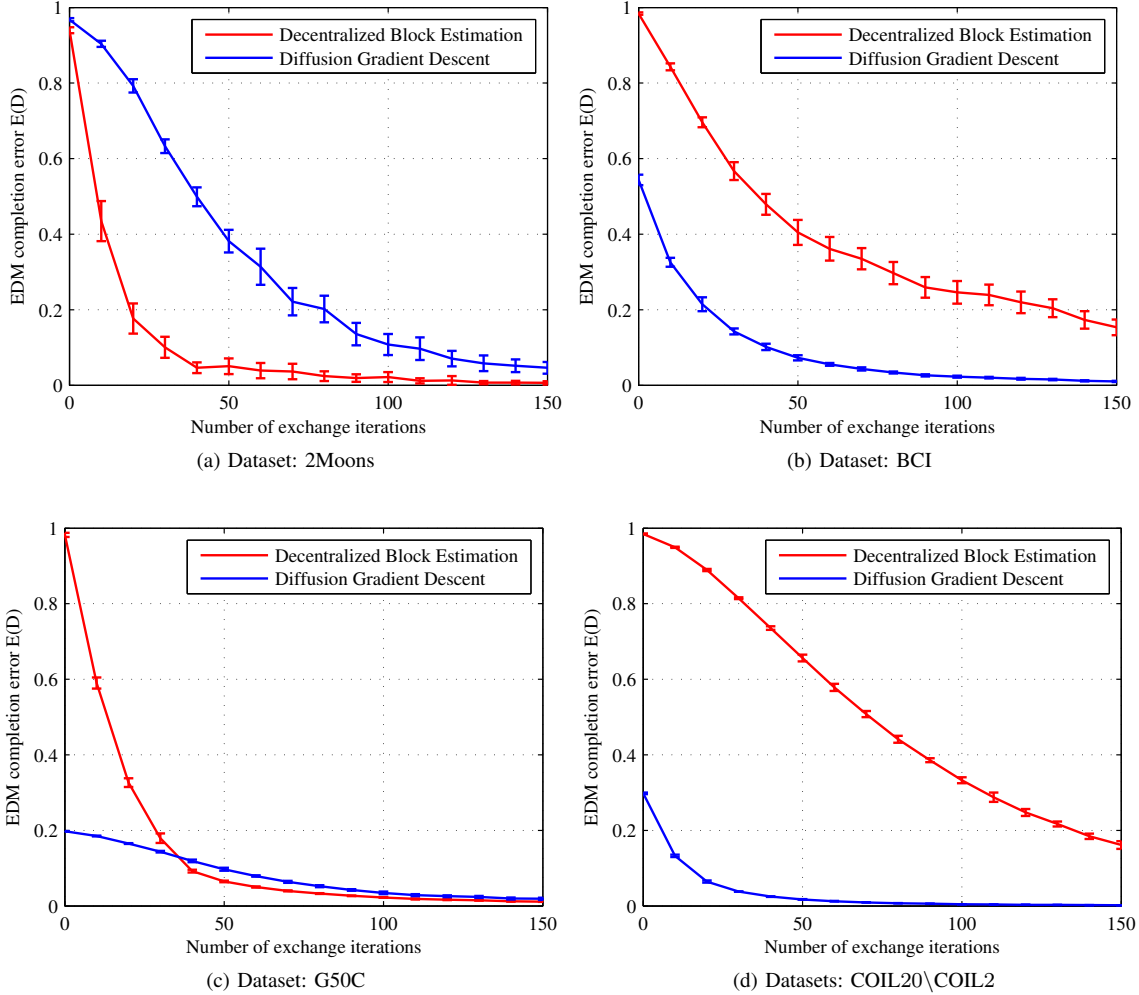 1
0.8
0.6
0.4
0.2
0
EDM completion error E(D)
Decentralized Block Estimation
Diffusion Gradient Descent
0 50 100 150
Number of exchange iterations
(a) Dataset: 2Moons
1
0.8
0.6
0.4
0.2
0
EDM completion error E(D)
Decentralized Block Estimation
Diffusion Gradient Descent
0 50 100 150
Number of exchange iterations
(b) Dataset: BCI
1
0.8
0.6
0.4
0.2
0
EDM completion error E(D)
Decentralized Block Estimation
Diffusion Gradient Descent
0 50 100 150
Number of exchange iterations
(c) Dataset: G50C
1
0.8
0.6
0.4
0.2
0
EDM completion error E(D)
Decentralized Block Estimation
Diffusion Gradient Descent
0 50 100 150
Number of exchange iterations
(d) Datasets: COIL20\COIL2